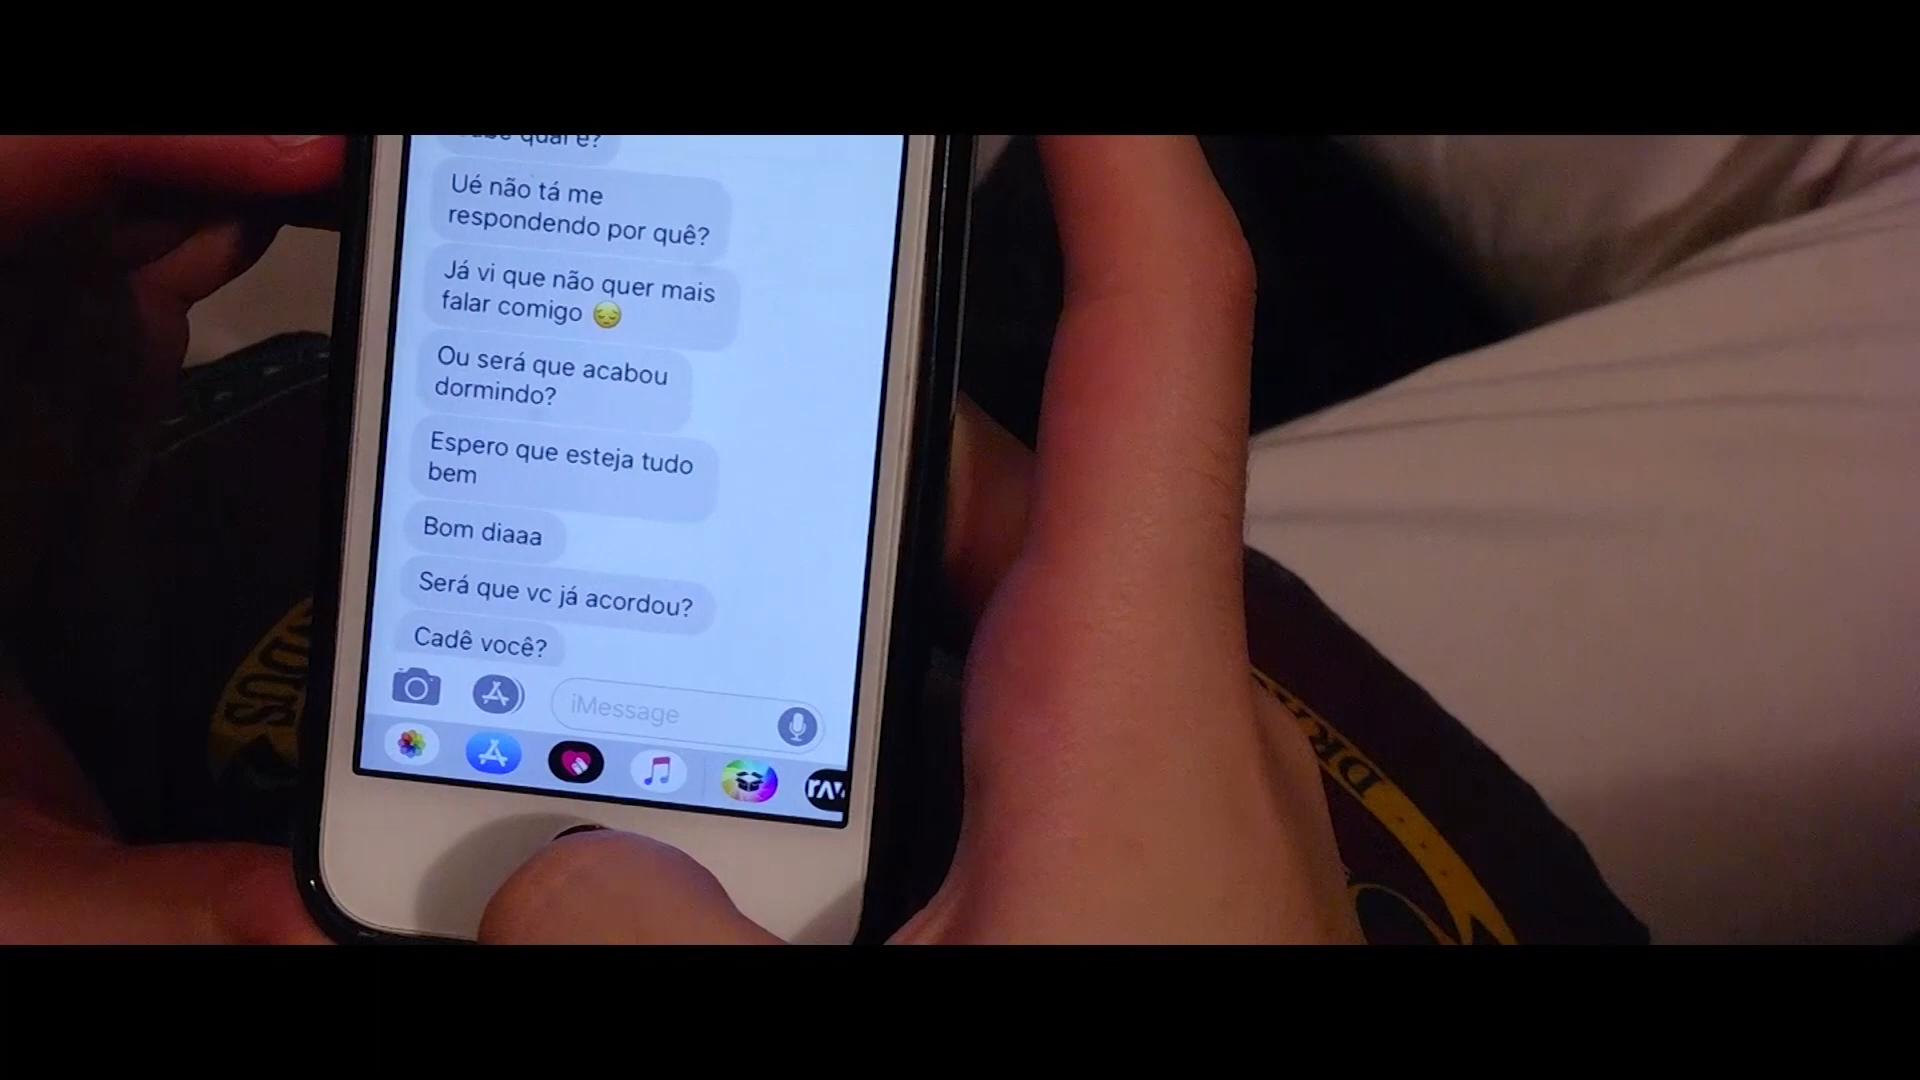 qual é?
Ué não tá me
respondendo por quê?
Já vi que não quer mais
falar comigo 😔
Ou será que acabou
dormindo?
Espero que esteja tudo
bem
Bom diaaa
Será que vc já acordou?
Cadê você?
iMessage